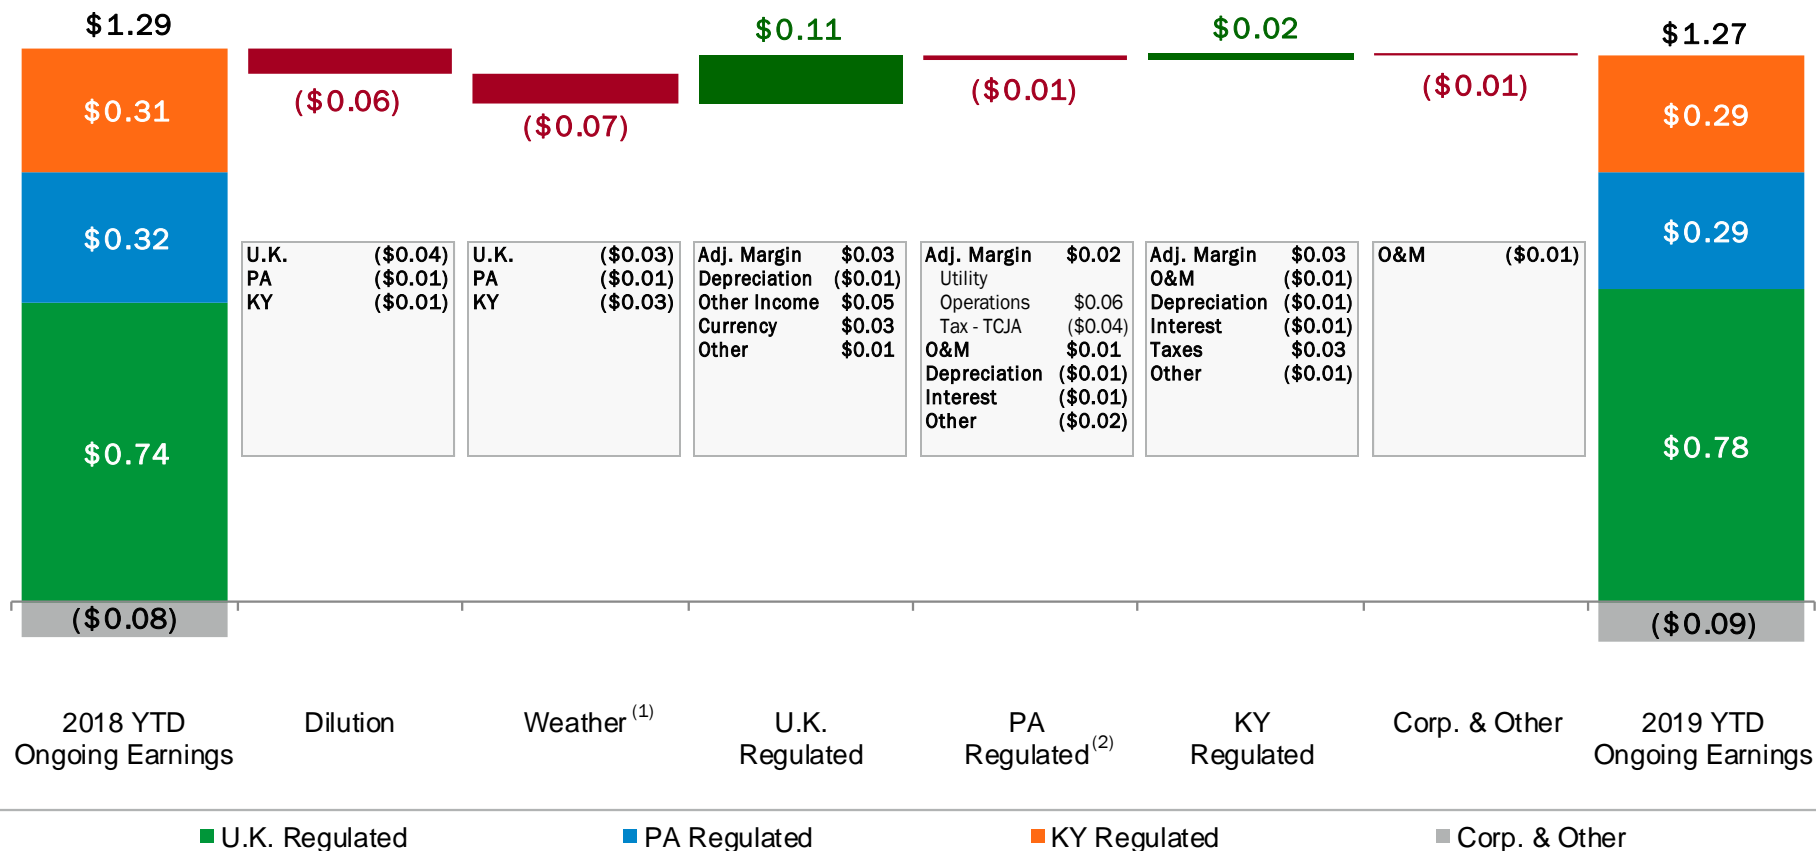 $1.29
$0.31
$0.32
$0.74
($0.08)
($0.06)
($0.07)
$0.11
($0.01)
$0.02
($0.01)
$1.27
$0.29
$0.29
$0.78
($0.09)
U.K. ($0.04)
PA ($0.01)
KY ($0.01)
U.K. ($0.03)
PA ($0.01)
KY ($0.03)
Adj. Margin $0.03
Depreciation ($0.01)
Other Income $0.05
Currency $0.03
Other $0.01
Adj. Margin $0.02
Utility
Operations $0.06
Tax - TCJA ($0.04)
O&M $0.01
Depreciation ($0.01)
Interest ($0.01)
Other ($0.02)
Adj. Margin $0.03
O&M ($0.01)
Depreciation ($0.01)
Interest ($0.01)
Taxes $0.03
Other ($0.01)
O&M ($0.01)
2018 YTD
Ongoing Earnings
Dilution
Weather (1)
U.K.
Regulated
PA
Regulated (2)
KY
Regulated
Corp. & Other
2019 YTD
Ongoing Earnings
U.K. Regulated
PA Regulated
KY Regulated
Corp. & Other